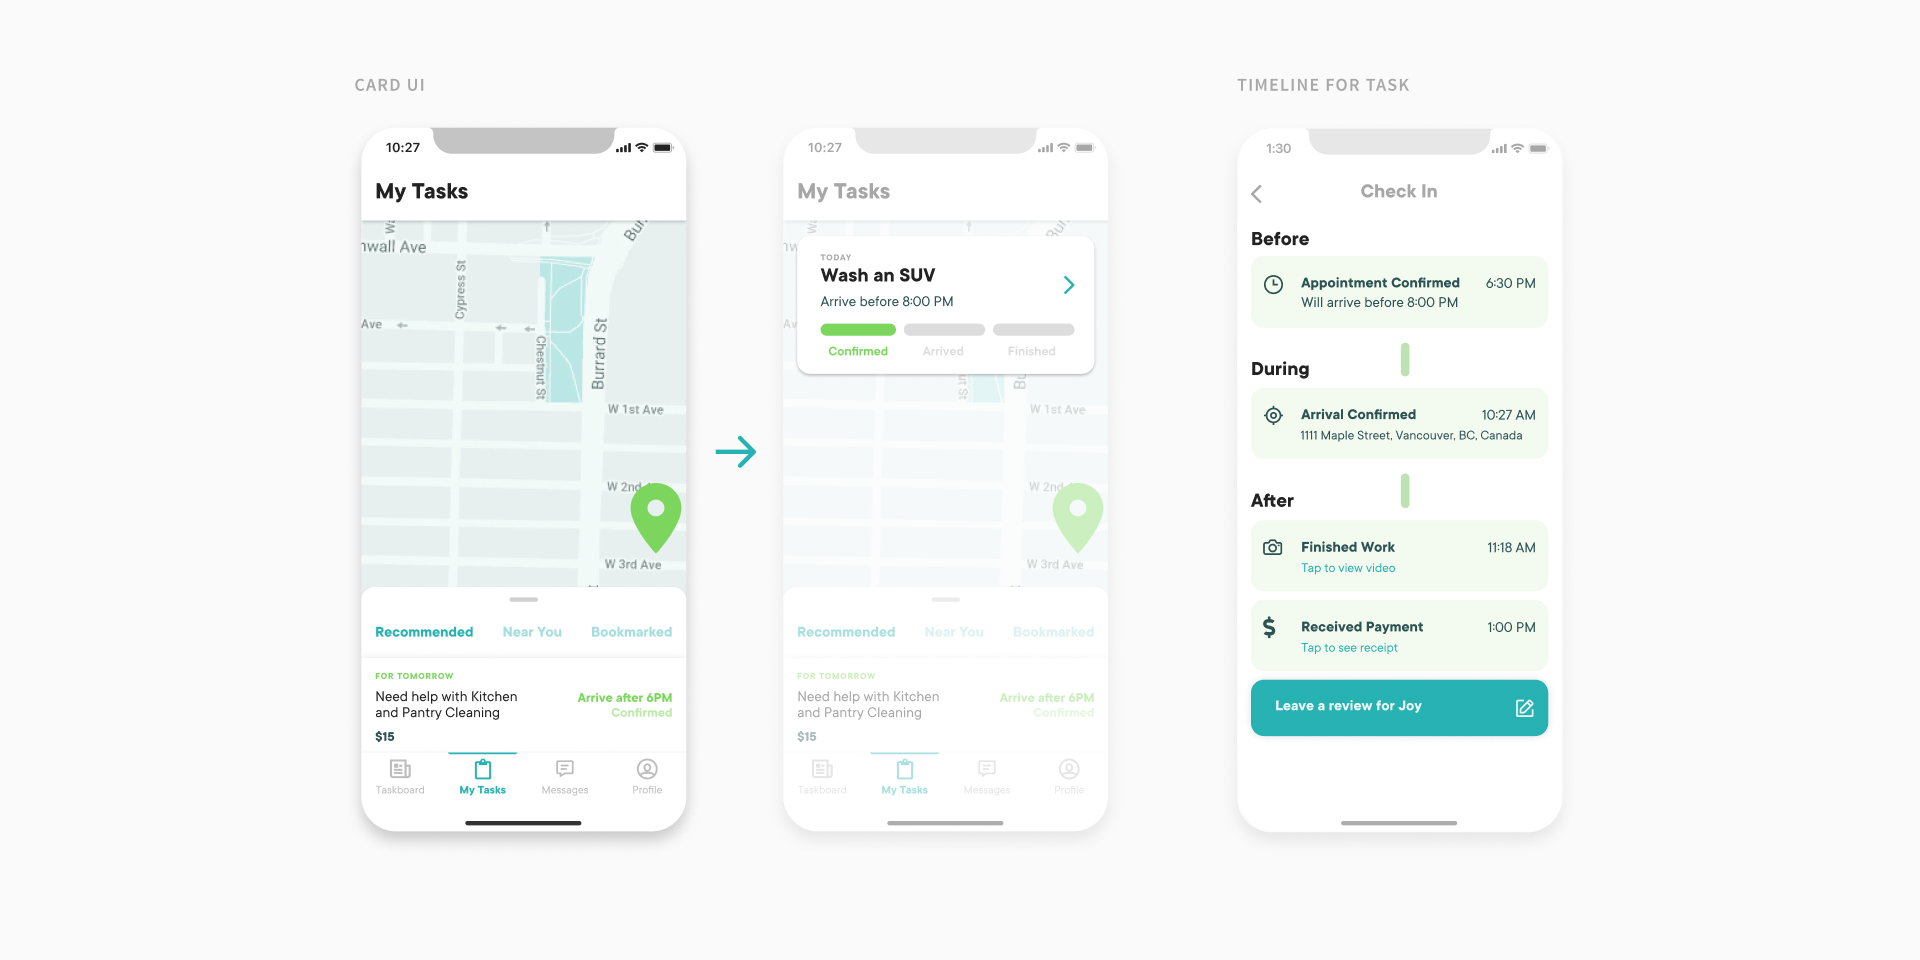 CARD UI
10:27
My Tasks
nwall Ave
Cypress St
Ave
Chestnut St
Burrard St
W 1st Ave
W 2nd
W 3rd Ave
Recommended Near You Bookmarked
FOR TOMORROW
Need help with Kitchen
and Pantry Cleaning
Arrive after 6PM
Confirmed
$15
Taskboard My Tasks Messages Profile
10:27
My Tasks
TODAY
Wash an SUV
Arrive before 8:00 PM
Confirmed Arrived Finished
W 1st Ave
W 2nd
W 3rd Ave
Recommended Near You Bookmarked
FOR TOMORROW
Need help with Kitchen
and Pantry Cleaning
Arrive after 6PM
Confirmed
$15
Taskboard My Tasks Messages Profile
TIMELINE FOR TASK
1:30
Check In
Before
Appointment Confirmed 6:30 PM
Will arrive before 8:00 PM
During
Arrival Confirmed 10:27 AM
1111 Maple Street, Vancouver, BC, Canada
After
Finished Work 11:18 AM
Tap to view video
Received Payment 1:00 PM
Tap to see receipt
Leave a review for Joy